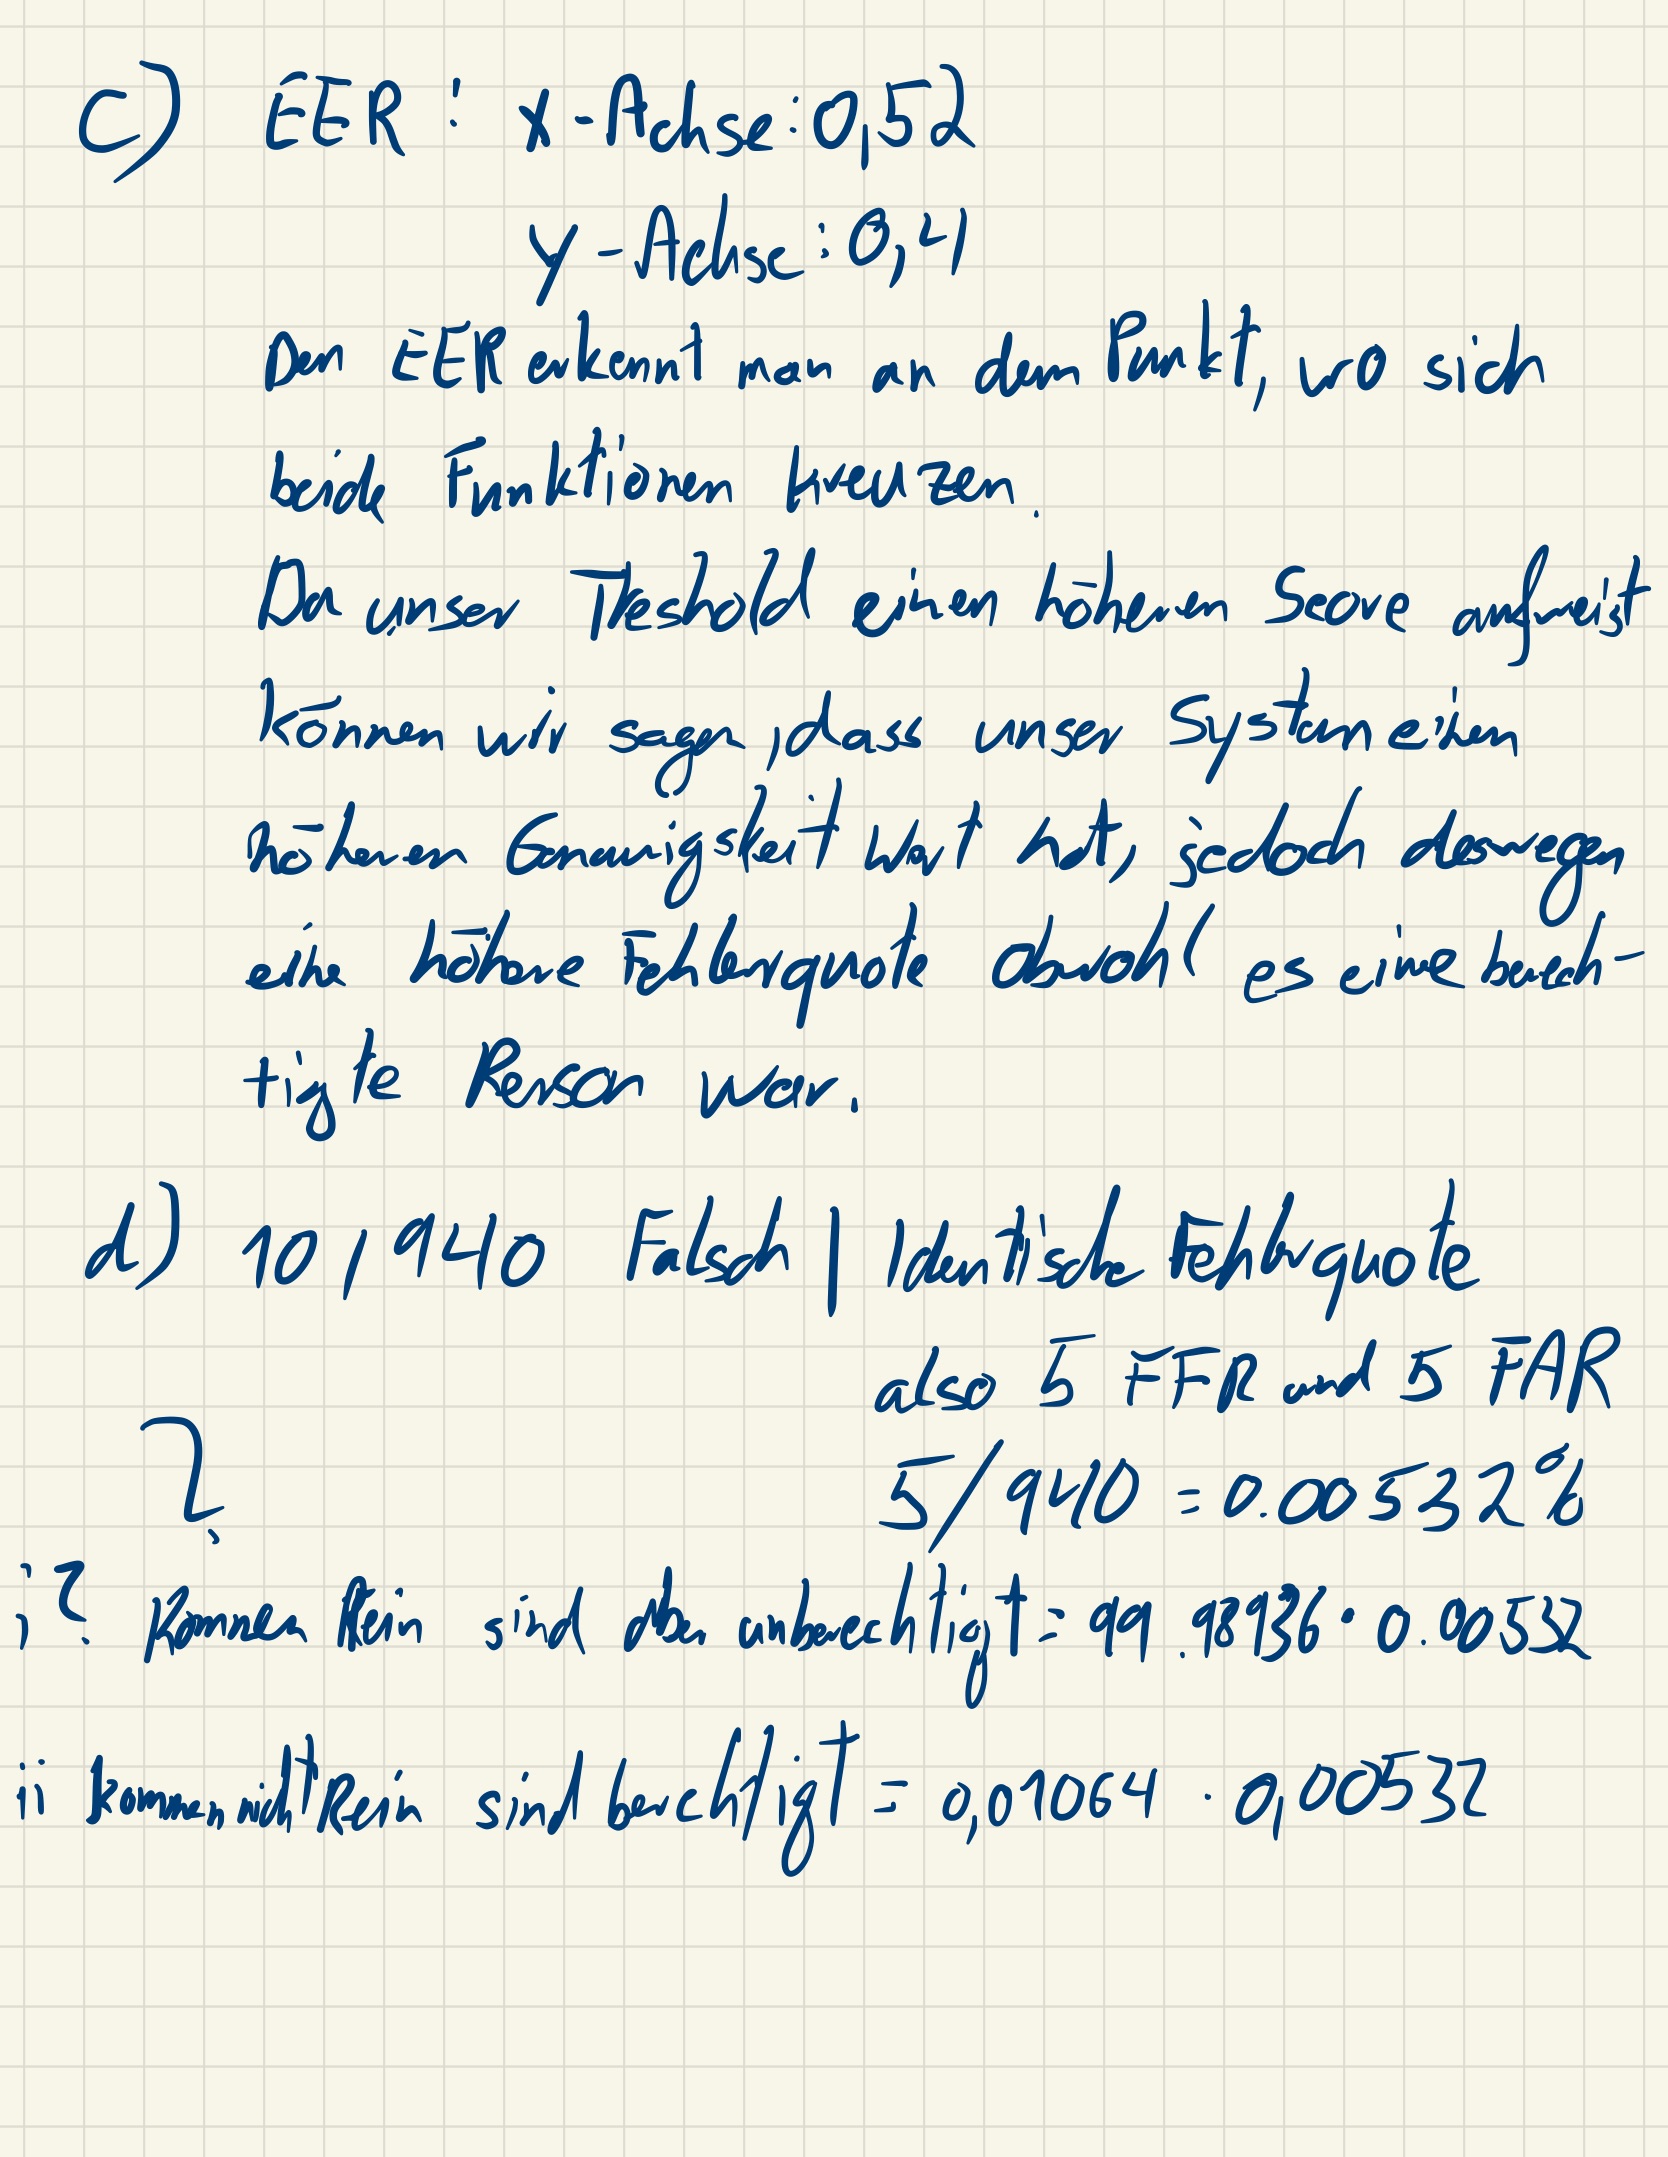 c) EER : x-Achse: 0,52
y-Achse: 0,41
Den EER erkennt man an dem Punkt, wo sich
beide Funktionen kreuzen.
Da unser Treshold einen höheren Score aufweist
können wir sagen, dass unser System einen
höheren Genauigskeit Wert hat, jedoch deswegen
eine höhere Fehlerquote obwohl es eine berech-
tigte Person war.
d) 10, 940 Falsch | Identische Fehlerquote
also 5 FFR und 5 FAR
5/940 = 0.00532%
?
i? Kommen Rein sind aber unberechtigt = 99.98936 · 0.00532
ii kommen nicht Rein sind berechtigt = 0,01064 · 0,00532